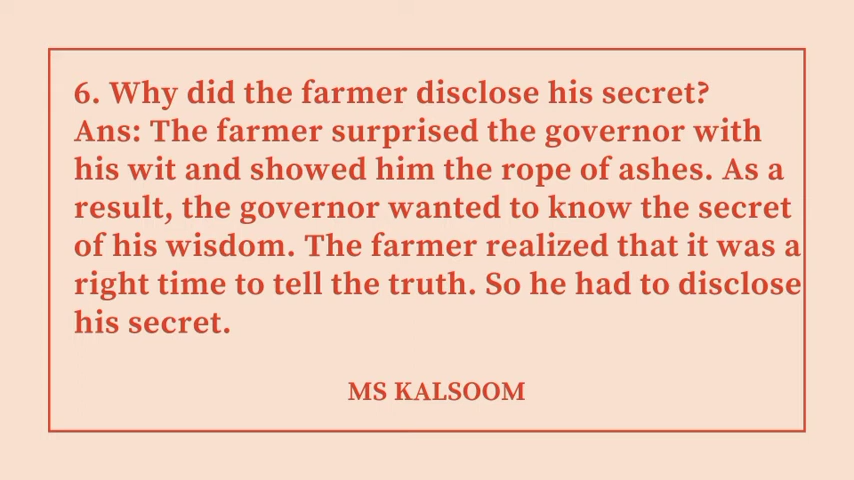 6. Why did the farmer disclose his secret?
Ans: The farmer surprised the governor with
his wit and showed him the rope of ashes. As a
result, the governor wanted to know the secret
of his wisdom. The farmer realized that it was a
right time to tell the truth. So he had to disclose
his secret.
MS KALSOOM